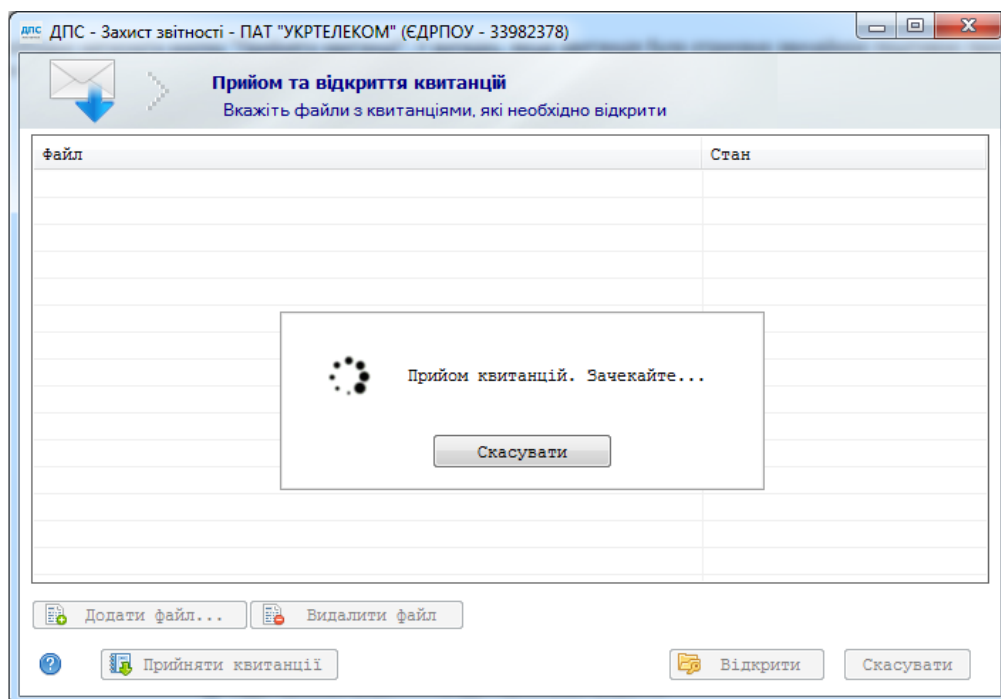 ДПС ДПС - Захист звітності - ПАТ "УКРТЕЛЕКОМ" (ЄДРПОУ - 33982378)
Прийом та відкриття квитанцій
Вкажіть файли з квитанціями, які необхідно відкрити
Файл Стан
Прийом квитанцій. Зачекайте...
Скасувати
Додати файл... Видалити файл
Прийняти квитанції Відкрити Скасувати